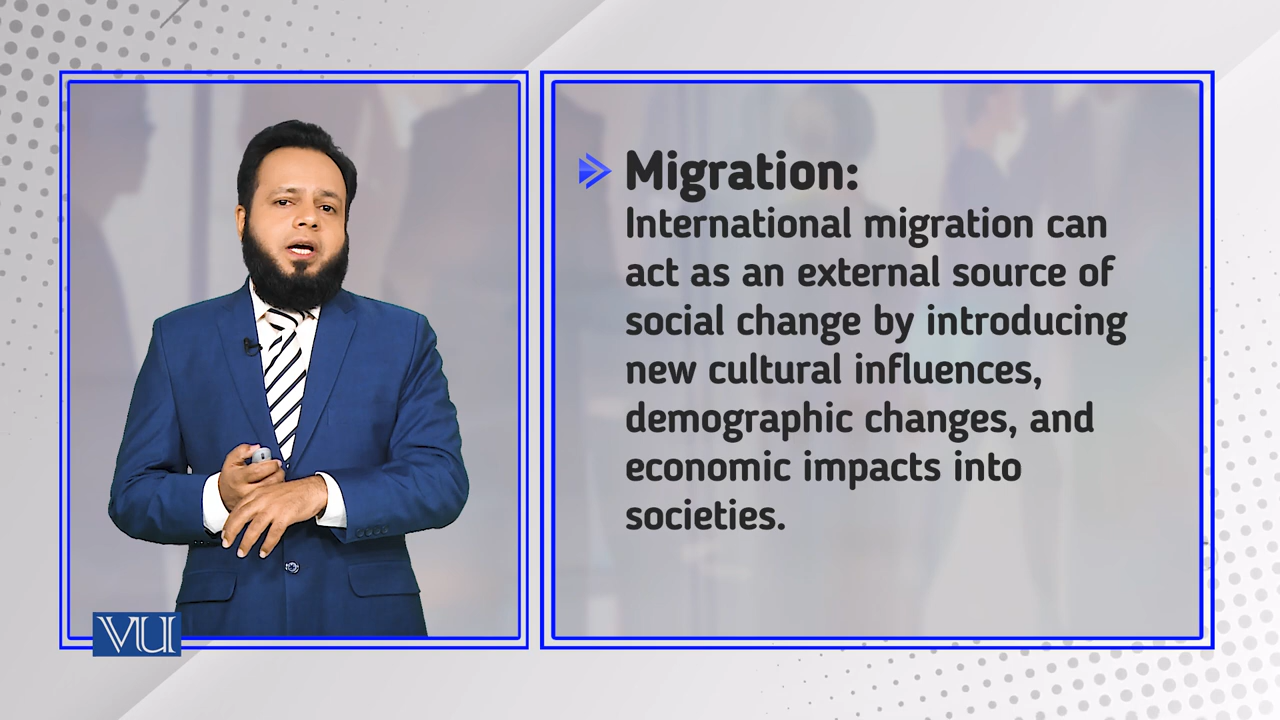 Migration:
International migration can
act as an external source of
social change by introducing
new cultural influences,
demographic changes, and
economic impacts into
societies.
VU